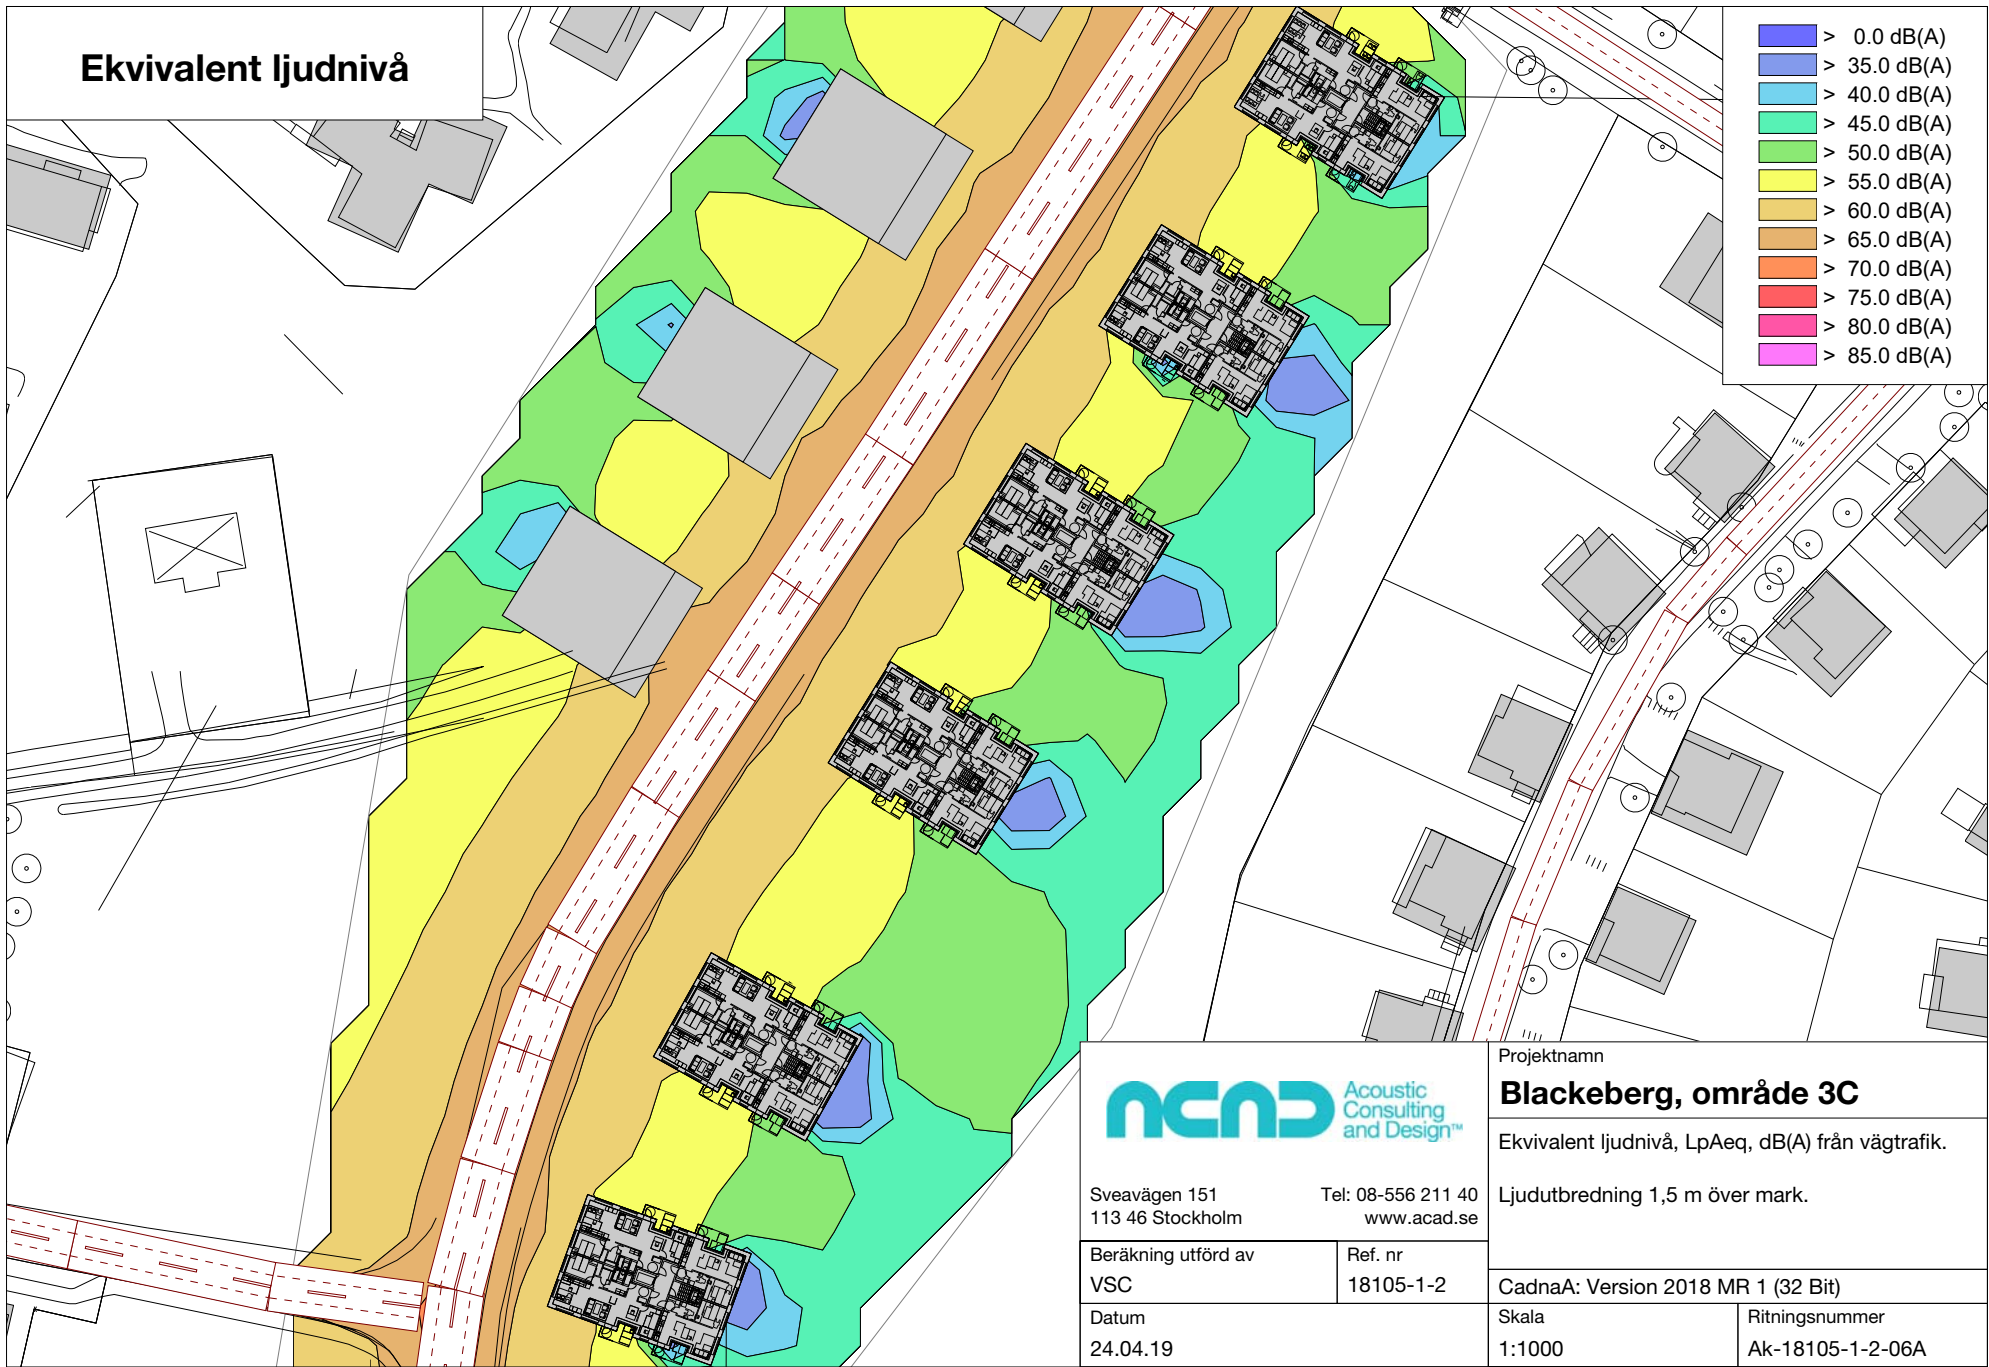 Ekvivalent ljudnivå
> 0.0 dB(A)
> 35.0 dB(A)
> 40.0 dB(A)
> 45.0 dB(A)
> 50.0 dB(A)
> 55.0 dB(A)
> 60.0 dB(A)
> 65.0 dB(A)
> 70.0 dB(A)
> 75.0 dB(A)
> 80.0 dB(A)
> 85.0 dB(A)
ACAD
Acoustic
Consulting
and Design™
Sveavägen 151
113 46 Stockholm
Tel: 08-556 211 40
www.acad.se
Beräkning utförd av
VSC
Ref. nr
18105-1-2
Datum
24.04.19
Projektnamn
Blackeberg, område 3C
Ekvivalent ljudnivå, LpAeq, dB(A) från vägtrafik.
Ljudutbredning 1,5 m över mark.
CadnaA: Version 2018 MR 1 (32 Bit)
Skala
1:1000
Ritningsnummer
Ak-18105-1-2-06A